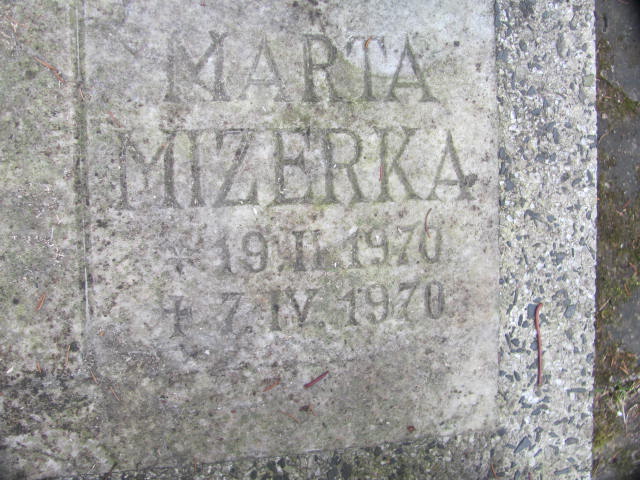 MARTA
MIZERKA
* 19 II 1970
✝ 7. IV. 1970